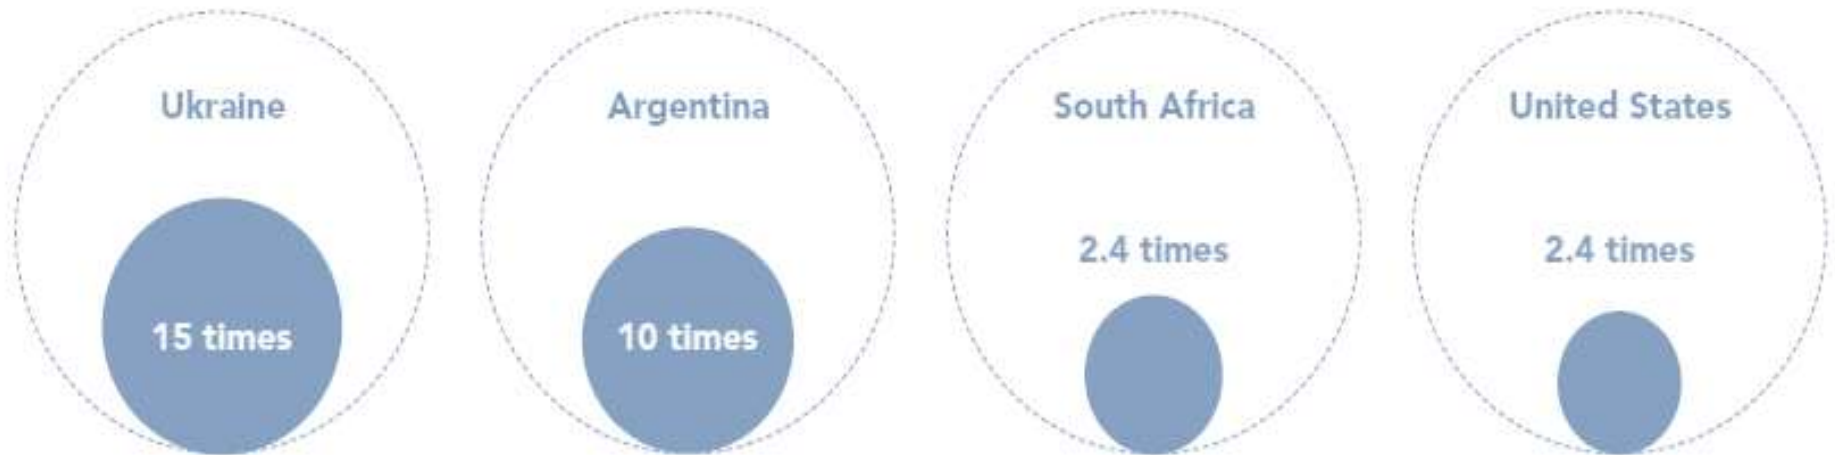 Ukraine
Argentina
South Africa
United States
15 times
10 times
2.4 times
2.4 times